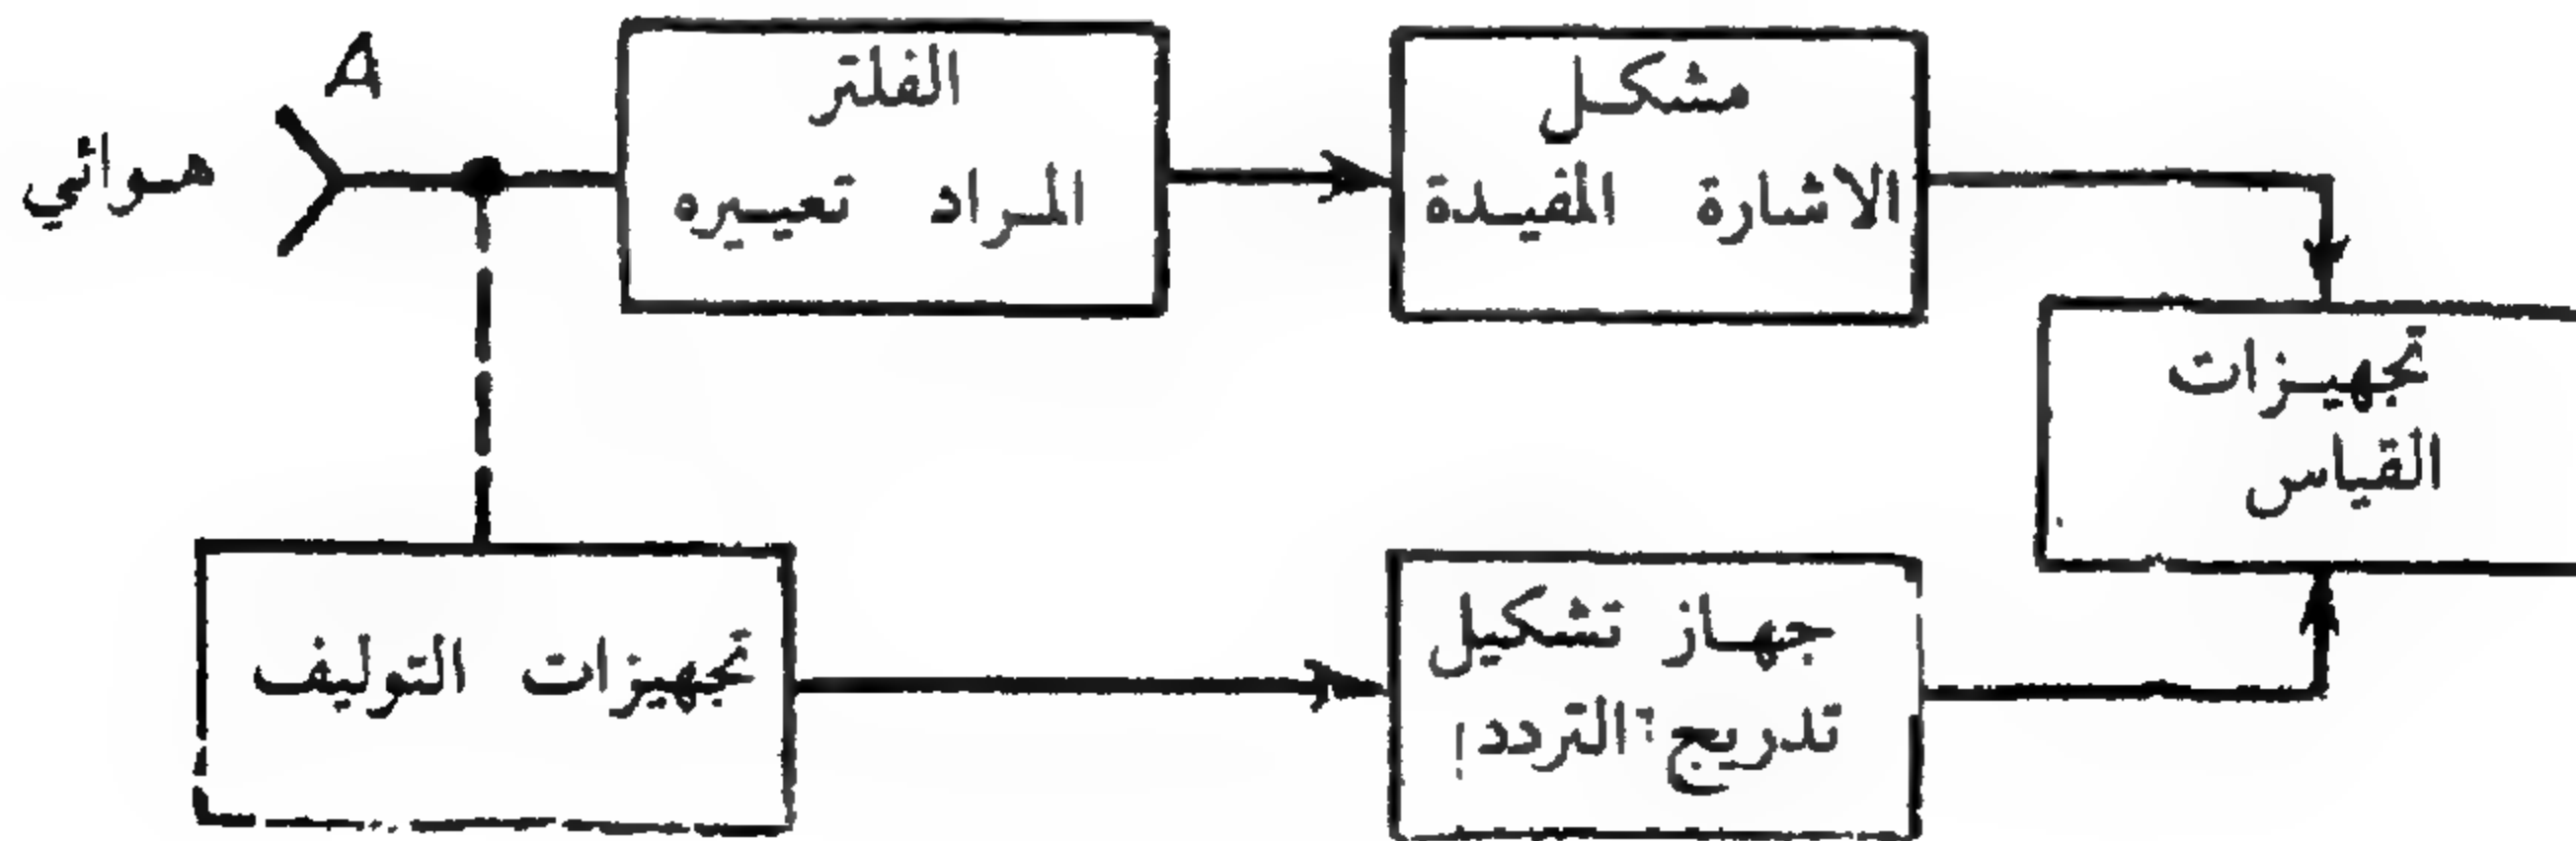 A
هوائي
الفلتر
المراد تعييره
مشكل
الاشارة المفيدة
تجهيزات
القياس
تجهيزات التوليف
جهاز تشكيل
تدريج التردد